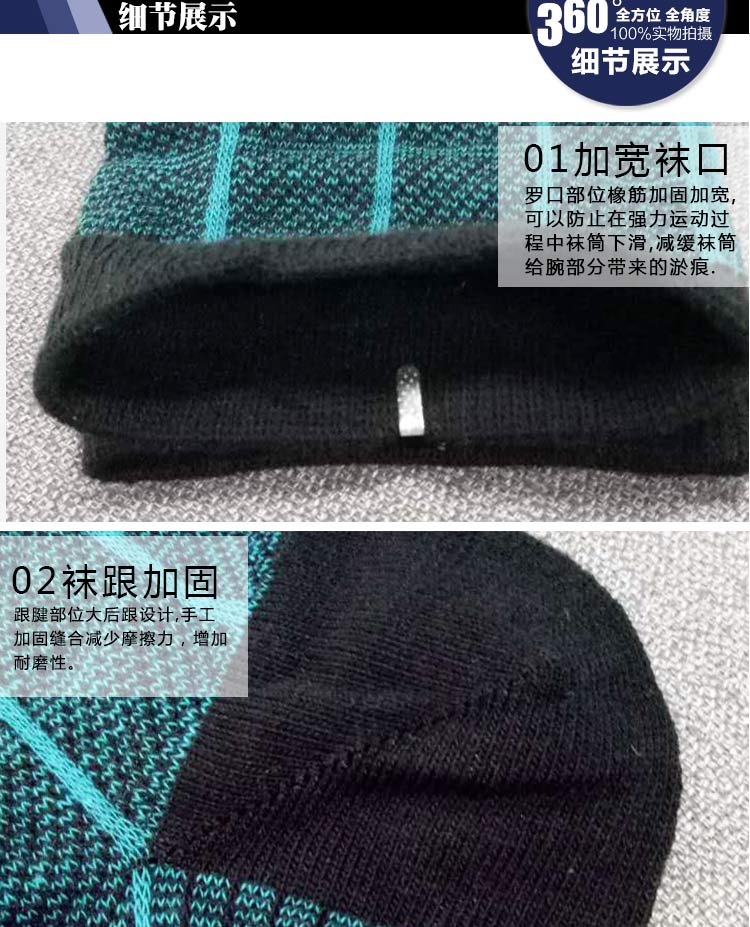 细节展示
360°
全方位 全角度
100%实物拍摄
细节展示
01加宽袜口
罗口部位橡筋加固加宽,
可以防止在强力运动过
程中袜筒下滑,减缓袜筒
给腕部分带来的淤痕.
02袜跟加固
跟腱部位大后跟设计,手工
加固缝合减少摩擦力，增加
耐磨性。